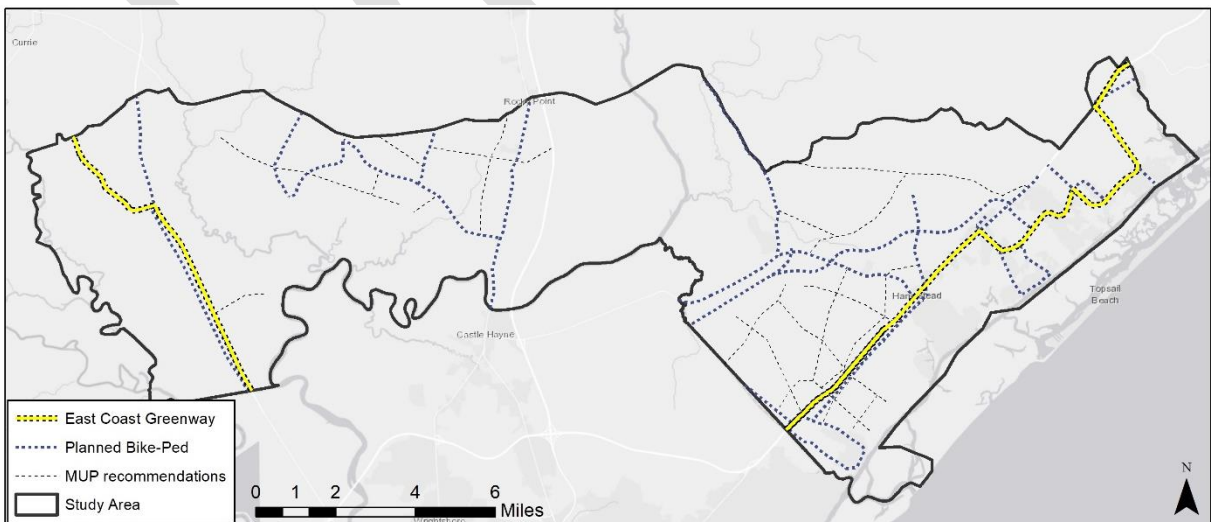 Currie
Rocky Point
Topsail
Beach
Hampstead
Castle Hayne
East Coast Greenway
Planned Bike-Ped
MUP recommendations
Study Area
0 1 2 4 6
Miles
N